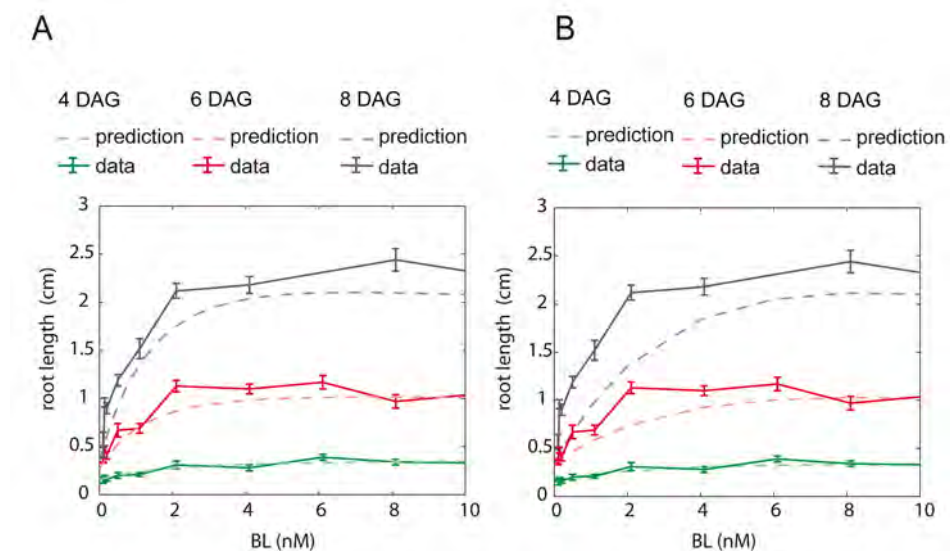 A
4 DAG 6 DAG 8 DAG
prediction prediction prediction
data data data
3
2.5
2
1.5
1
0.5
0
root length (cm)
0 2 4 6 8 10
BL (nM)
B
4 DAG 6 DAG 8 DAG
prediction prediction prediction
data data data
3
2.5
2
1.5
1
0.5
0
root length (cm)
0 2 4 6 8 10
BL (nM)